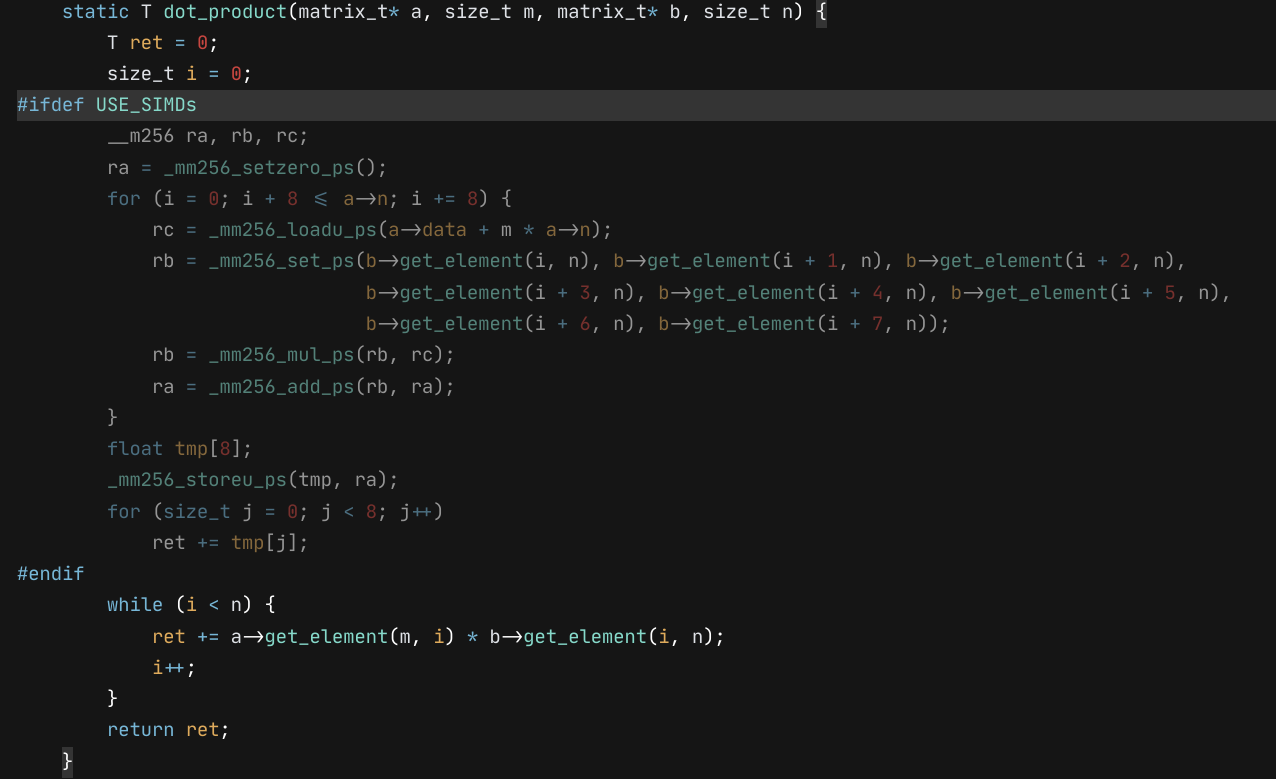 static T dot_product(matrix_t* a, size_t m, matrix_t* b, size_t n) {
T ret = 0;
size_t i = 0;
#ifdef USE_SIMDs
__m256 ra, rb, rc;
ra = _mm256_setzero_ps();
for (i = 0; i + 8 <= a->n; i += 8) {
rc = _mm256_loadu_ps(a->data + m * a->n);
rb = _mm256_set_ps(b->get_element(i, n), b->get_element(i + 1, n), b->get_element(i + 2, n),
b->get_element(i + 3, n), b->get_element(i + 4, n), b->get_element(i + 5, n),
b->get_element(i + 6, n), b->get_element(i + 7, n));
rb = _mm256_mul_ps(rb, rc);
ra = _mm256_add_ps(rb, ra);
}
float tmp[8];
_mm256_storeu_ps(tmp, ra);
for (size_t j = 0; j < 8; j++)
ret += tmp[j];
#endif
while (i < n) {
ret += a->get_element(m, i) * b->get_element(i, n);
i++;
}
return ret;
}